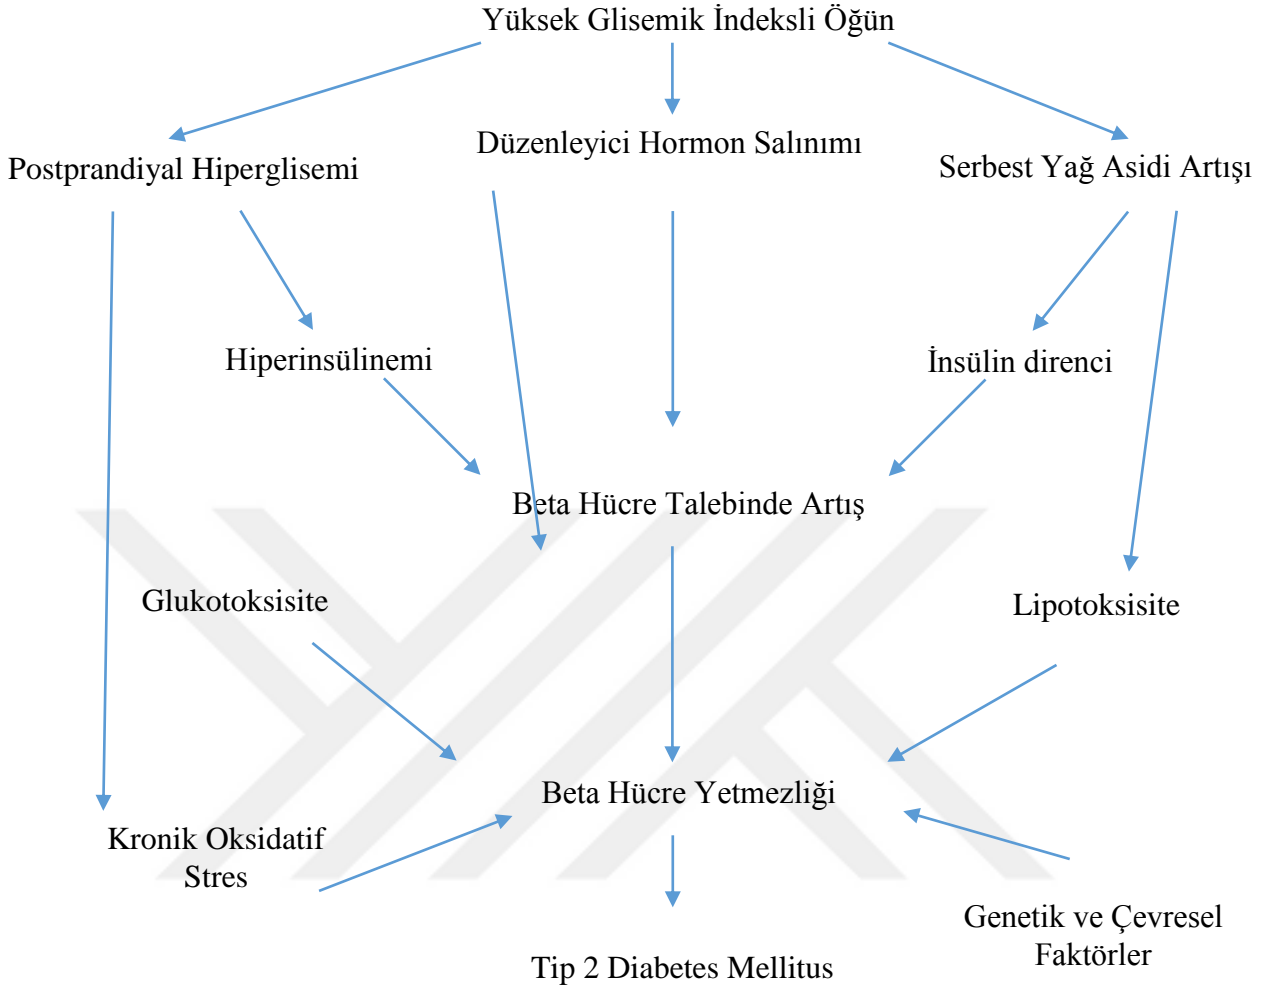 Yüksek Glisemik İndeksli Öğün
Düzenleyici Hormon Salınımı
Postprandiyal Hiperglisemi
Serbest Yağ Asidi Artışı
Hiperinsülinemi
İnsülin direnci
Beta Hücre Talebinde Artış
Glukotoksisite
Lipotoksisite
Beta Hücre Yetmezliği
Kronik Oksidatif
Stres
Genetik ve Çevresel
Faktörler
Tip 2 Diabetes Mellitus